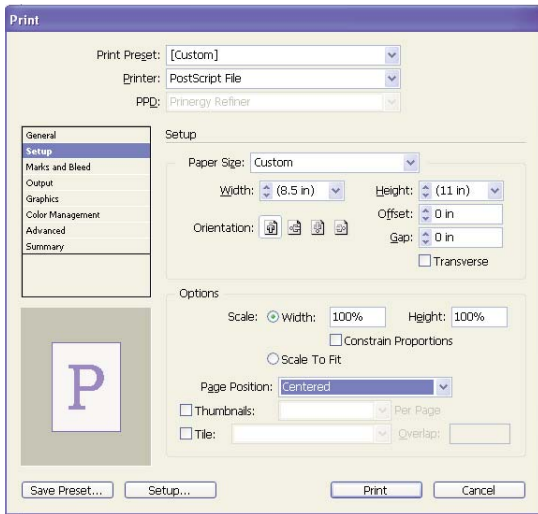 Print
Print Preset: [Custom]
Printer: PostScript File
PPD: Prinergy Refiner
General
Setup
Marks and Bleed
Output
Graphics
Color Management
Advanced
Summary
Setup
Paper Size: Custom
Width: (8.5 in) Height: (11 in)
Orientation: Offset: 0 in
Gap: 0 in
Transverse
Options
Scale: Width: 100% Height: 100%
Constrain Proportions
Scale To Fit
Page Position: Centered
Thumbnails: Per Page
Tile: Overlap:
P
Save Preset... Setup... Print Cancel